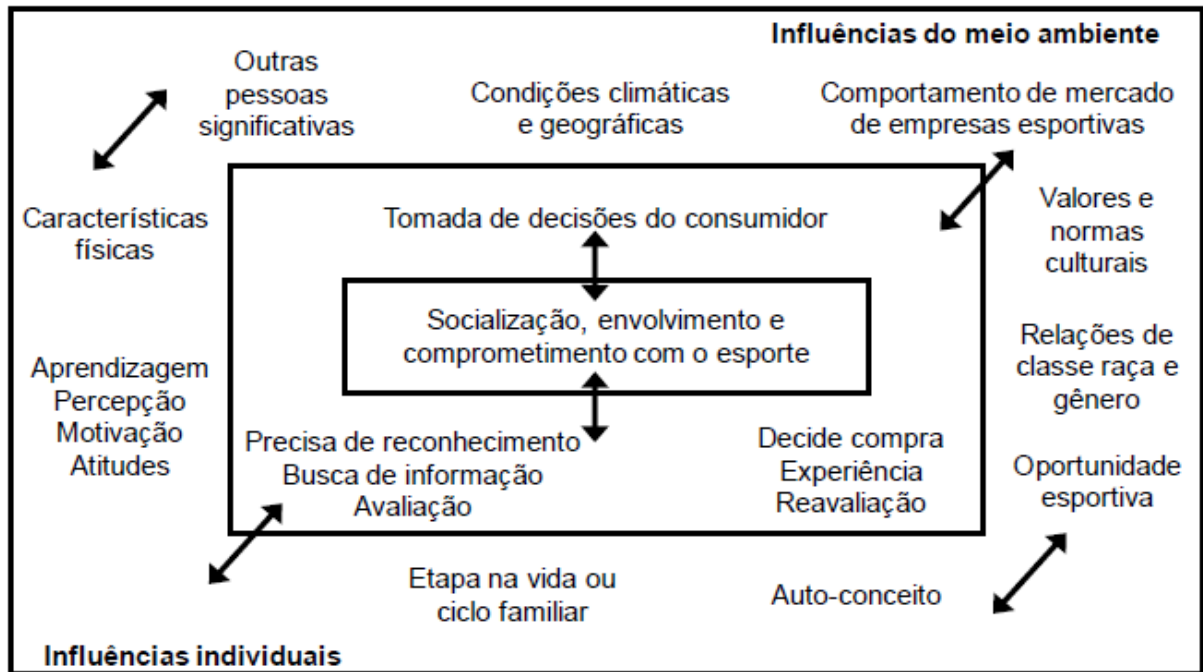 Influências do meio ambiente
Outras
pessoas
significativas
Condições climáticas
e geográficas
Comportamento de mercado
de empresas esportivas
Características
físicas
Tomada de decisões do consumidor
Valores e
normas
culturais
Socialização, envolvimento e
comprometimento com o esporte
Relações de
classe raça e
gênero
Aprendizagem
Percepção
Motivação
Atitudes
Precisa de reconhecimento
Busca de informação
Avaliação
Decide compra
Experiência
Reavaliação
Oportunidade
esportiva
Etapa na vida ou
ciclo familiar
Auto-conceito
Influências individuais